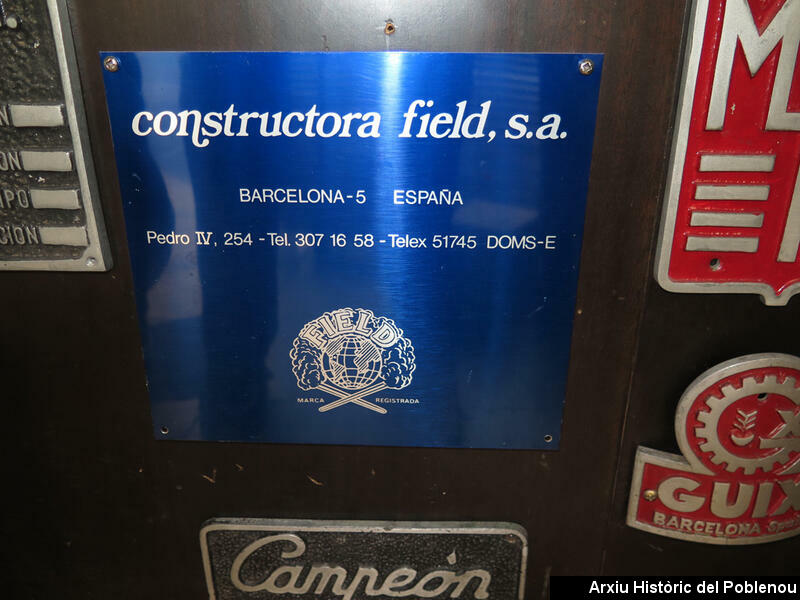 constructora field, s.a.
BARCELONA-5 ESPAÑA
Pedro IV, 254 - Tel. 307 16 58 - Telex 51745 DOMS-E
FIELD
MARCA REGISTRADA
GUIX
BARCELONA
Campeón
Arxiu Històric del Poblenou